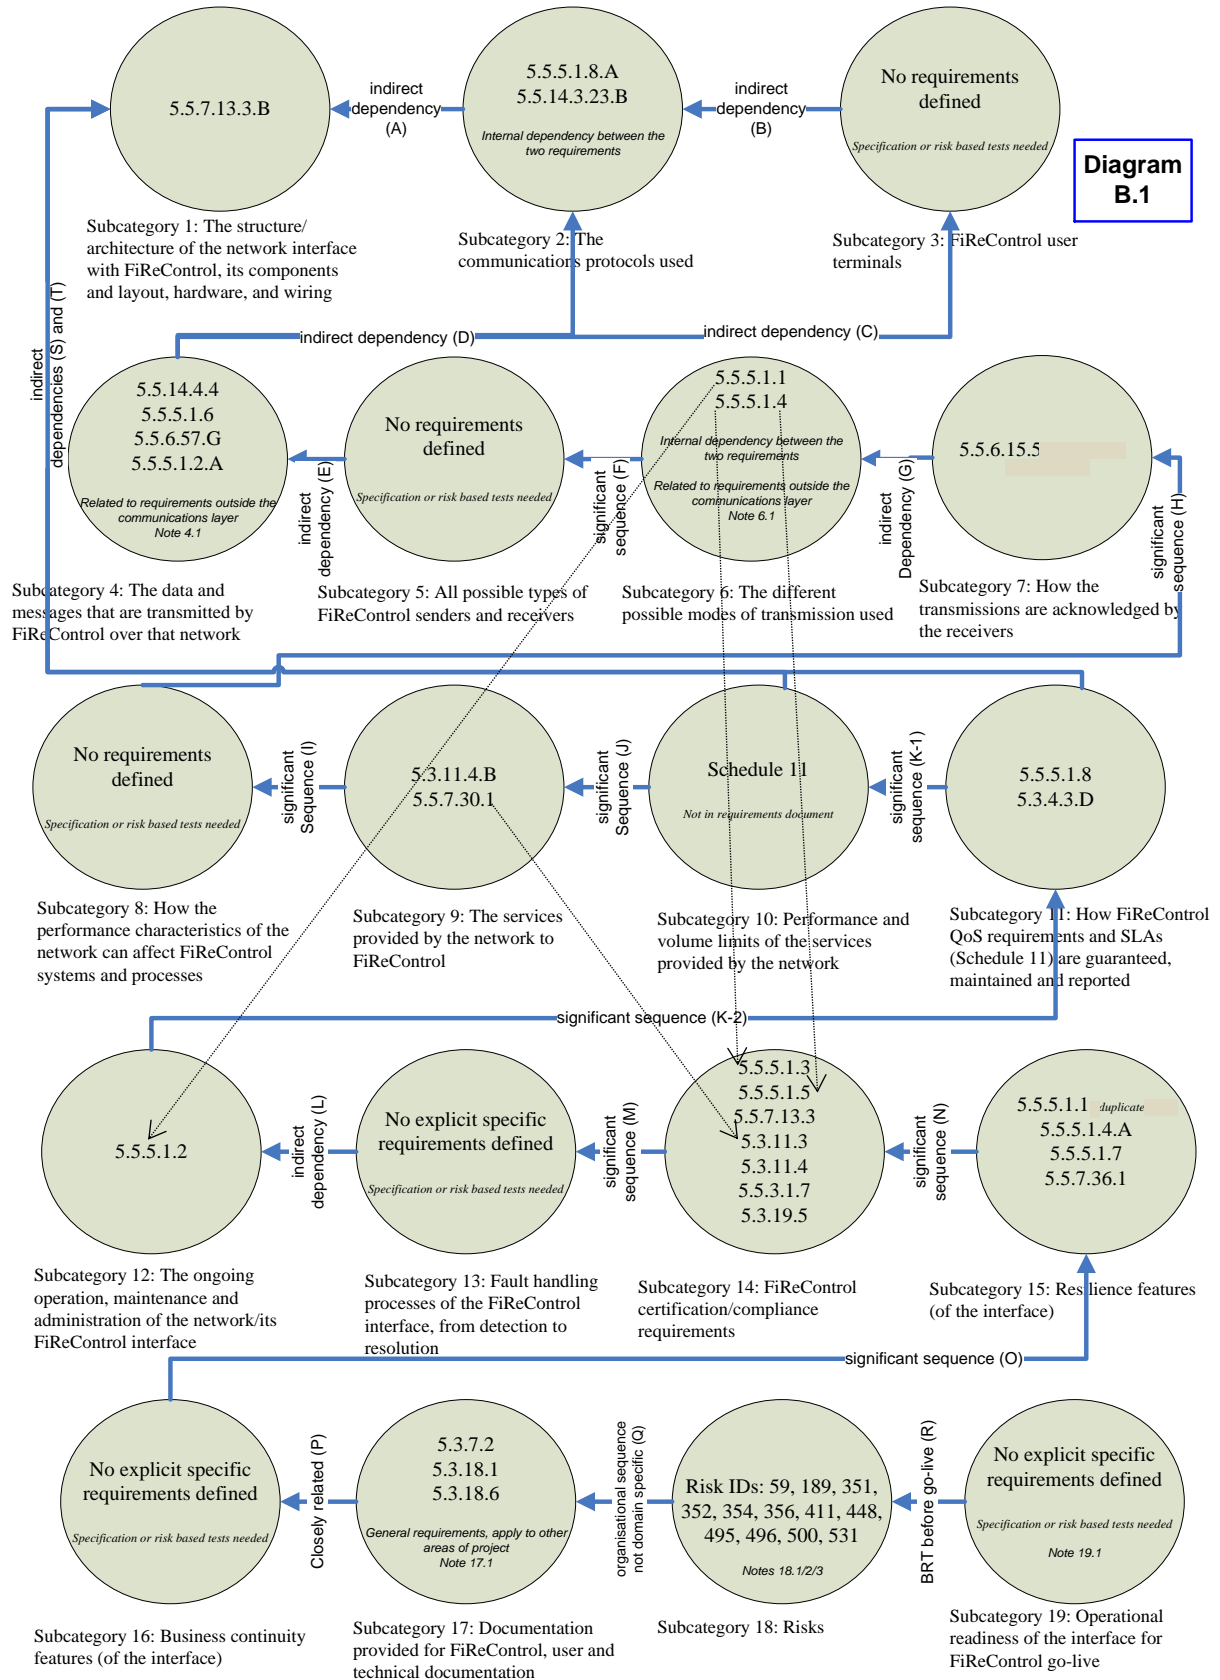 5.5.7.13.3.B
indirect
dependency
(A)
5.5.5.1.8.A
5.5.14.3.23.B
Internal dependency between the
two requirements
indirect
dependency
(B)
No requirements
defined
Specification or risk based tests needed
Diagram
B.1
Subcategory 1: The structure/
architecture of the network interface
with FiReControl, its components
and layout, hardware, and wiring
Subcategory 2: The
communications protocols used
Subcategory 3: FiReControl user
terminals
indirect
dependencies (S) and (T)
indirect dependency (D)
indirect dependency (C)
5.5.14.4.4
5.5.5.1.6
5.5.6.57.G
5.5.5.1.2.A
Related to requirements outside the
communications layer
Note 4.1
indirect
dependency (E)
No requirements
defined
Specification or risk based tests needed
significant
sequence (F)
5.5.5.1.1
5.5.5.1.4
Internal dependency between the
two requirements
Related to requirements outside the
communications layer
Note 6.1
indirect
Dependency (G)
5.5.6.15.5
significant
sequence (H)
Subcategory 4: The data and
messages that are transmitted by
FiReControl over that network
Subcategory 5: All possible types of
FiReControl senders and receivers
Subcategory 6: The different
possible modes of transmission used
Subcategory 7: How the
transmissions are acknowledged by
the receivers
No requirements
defined
Specification or risk based tests needed
significant
Sequence (I)
5.3.11.4.B
5.5.7.30.1
significant
Sequence (J)
Schedule 11
Not in requirements document
significant
sequence (K-1)
5.5.5.1.8
5.3.4.3.D
Subcategory 8: How the
performance characteristics of the
network can affect FiReControl
systems and processes
Subcategory 9: The services
provided by the network to
FiReControl
Subcategory 10: Performance and
volume limits of the services
provided by the network
Subcategory 11: How FiReControl
QoS requirements and SLAs
(Schedule 11) are guaranteed,
maintained and reported
significant sequence (K-2)
5.5.5.1.2
indirect
dependency (L)
No explicit specific
requirements defined
Specification or risk based tests needed
significant
sequence (M)
5.5.5.1.3
5.5.5.1.5
5.5.7.13.3
5.3.11.3
5.3.11.4
5.5.3.1.7
5.3.19.5
significant
sequence (N)
5.5.5.1.1 duplicate
5.5.5.1.4.A
5.5.5.1.7
5.5.7.36.1
Subcategory 12: The ongoing
operation, maintenance and
administration of the network/its
FiReControl interface
Subcategory 13: Fault handling
processes of the FiReControl
interface, from detection to
resolution
Subcategory 14: FiReControl
certification/compliance
requirements
Subcategory 15: Resilience features
(of the interface)
significant sequence (O)
No explicit specific
requirements defined
Specification or risk based tests needed
Closely related (P)
5.3.7.2
5.3.18.1
5.3.18.6
General requirements, apply to other
areas of project
Note 17.1
organisational sequence
not domain specific (Q)
Risk IDs: 59, 189, 351,
352, 354, 356, 411, 448,
495, 496, 500, 531
Notes 18.1/2/3
BRT before go-live (R)
No explicit specific
requirements defined
Specification or risk based tests needed
Note 19.1
Subcategory 16: Business continuity
features (of the interface)
Subcategory 17: Documentation
provided for FiReControl, user and
technical documentation
Subcategory 18: Risks
Subcategory 19: Operational
readiness of the interface for
FiReControl go-live